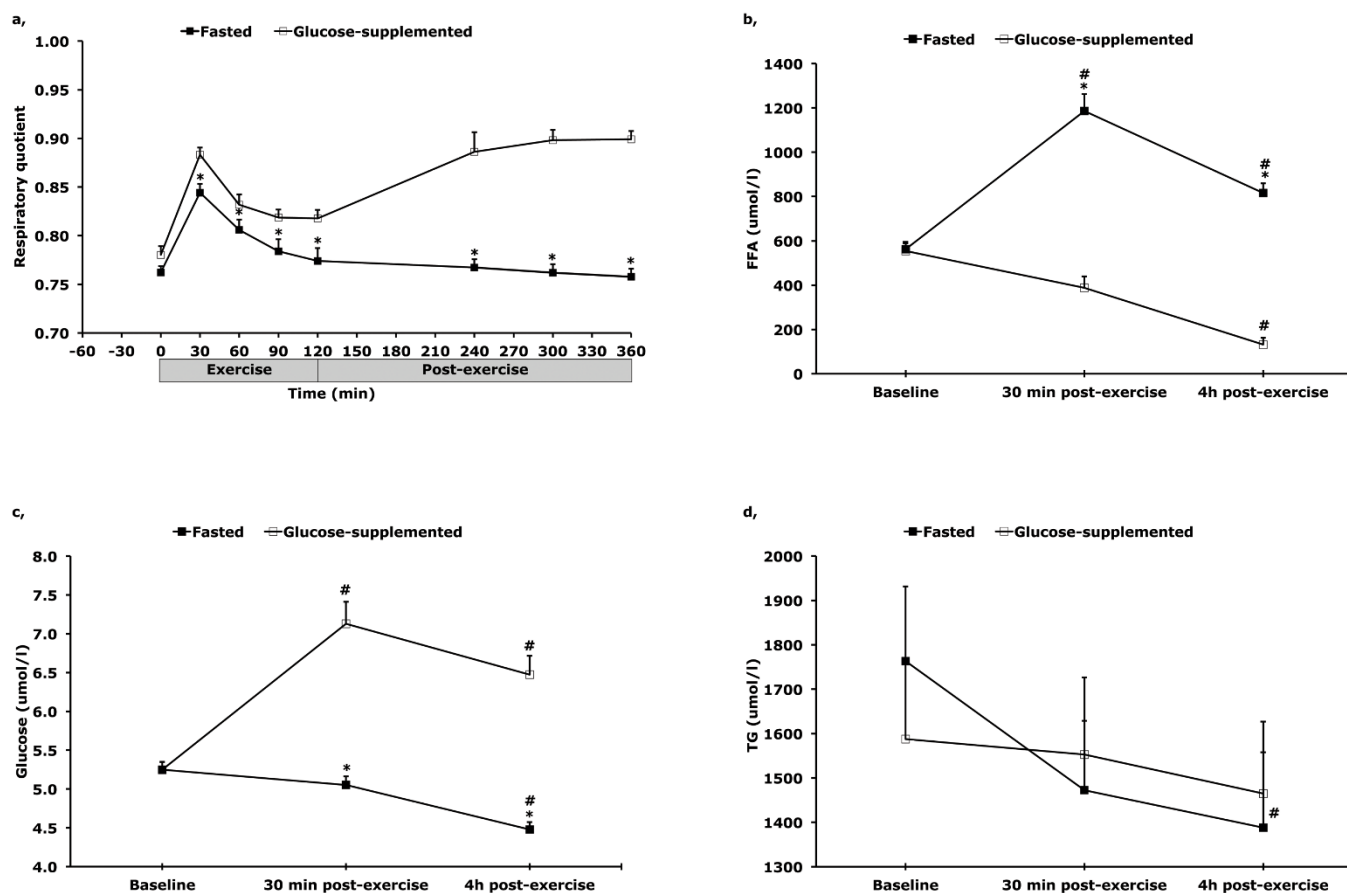 a,
Fasted Glucose-supplemented
1.00
0.95
0.90
0.85
0.80
0.75
0.70
Respiratory quotient
* * * * * * * *
-60 -30 0 30 60 90 120 150 180 210 240 270 300 330 360
Exercise Post-exercise
Time (min)
b,
Fasted Glucose-supplemented
1400
1200
1000
800
600
400
200
0
FFA (umol/l)
#
*
#
*
#
Baseline 30 min post-exercise 4h post-exercise
c,
Fasted Glucose-supplemented
8.0
7.5
7.0
6.5
6.0
5.5
5.0
4.5
4.0
Glucose (umol/l)
#
#
*
#
*
Baseline 30 min post-exercise 4h post-exercise
d,
Fasted Glucose-supplemented
2000
1900
1800
1700
1600
1500
1400
1300
TG (umol/l)
#
Baseline 30 min post-exercise 4h post-exercise